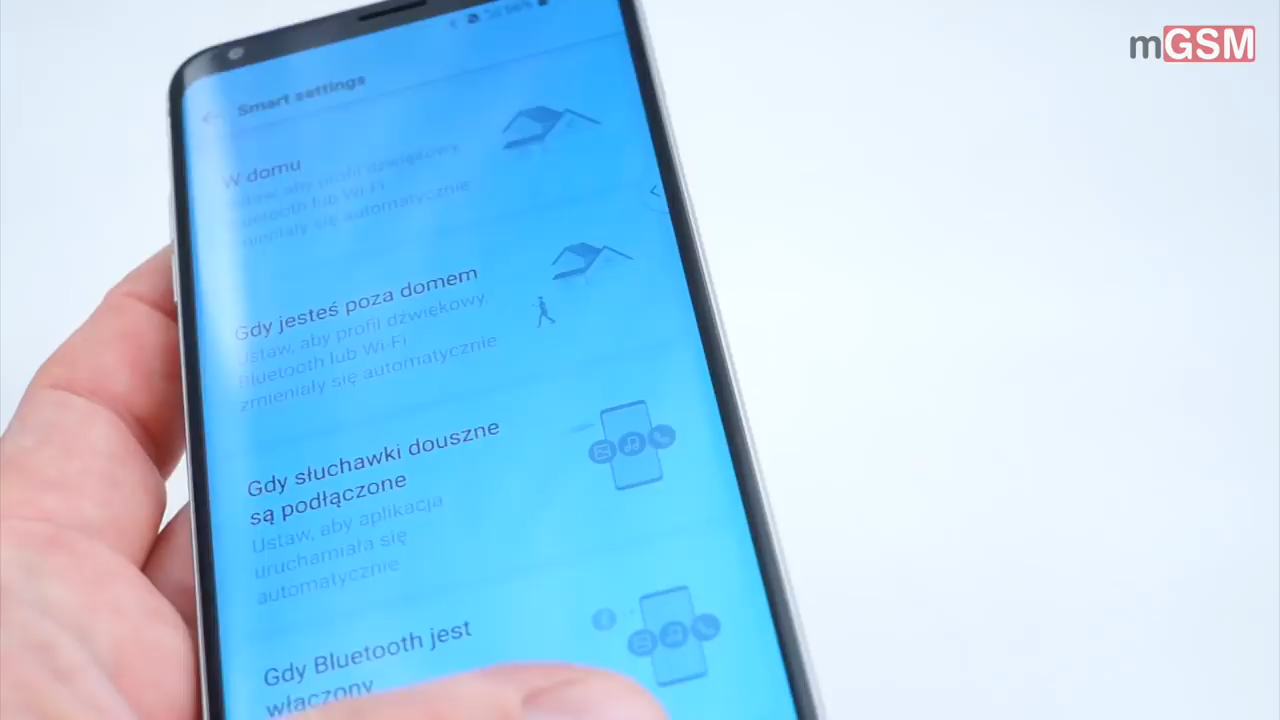 mGSM
Smart settings
W domu
Ustaw, aby profil dźwiękowy,
Bluetooth lub Wi-Fi
zmieniały się automatycznie
Gdy jesteś poza domem
Ustaw, aby profil dźwiękowy,
Bluetooth lub Wi-Fi
zmieniały się automatycznie
Gdy słuchawki douszne
są podłączone
Ustaw, aby aplikacja
uruchamiała się
automatycznie
Gdy Bluetooth jest
włączony